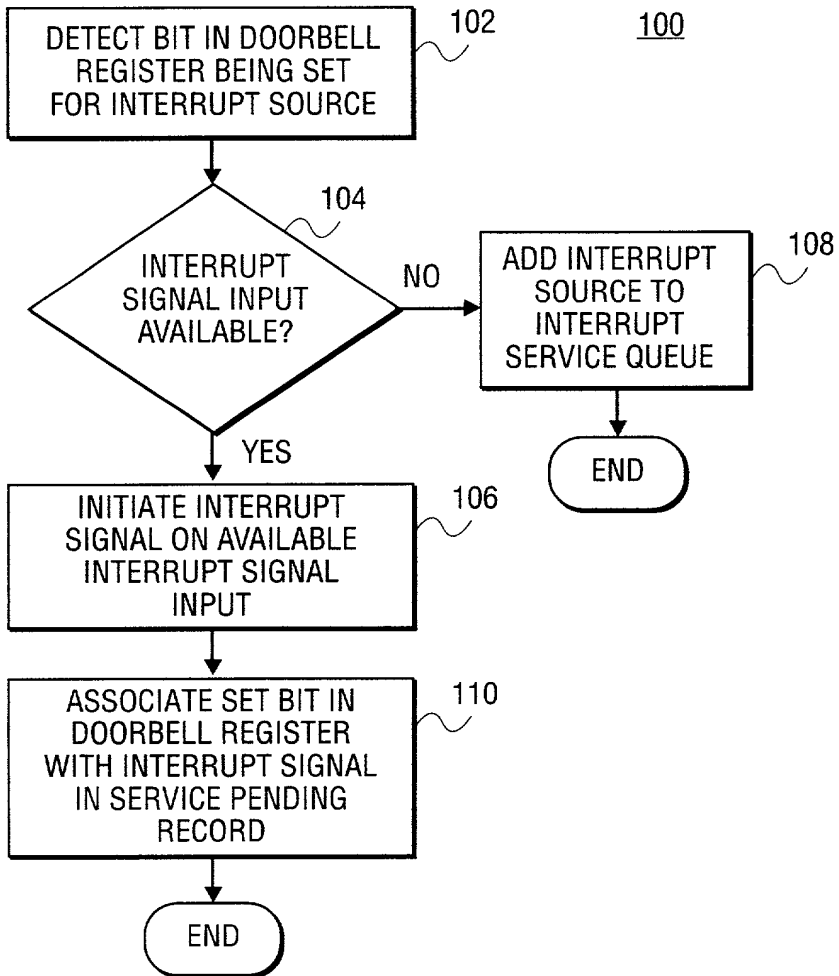 100
DETECT BIT IN DOORBELL
REGISTER BEING SET
FOR INTERRUPT SOURCE
102
104
INTERRUPT
SIGNAL INPUT
AVAILABLE?
NO
ADD INTERRUPT
SOURCE TO
INTERRUPT
SERVICE QUEUE
108
END
YES
INITIATE INTERRUPT
SIGNAL ON AVAILABLE
INTERRUPT SIGNAL
INPUT
106
ASSOCIATE SET BIT IN
DOORBELL REGISTER
WITH INTERRUPT SIGNAL
IN SERVICE PENDING
RECORD
110
END